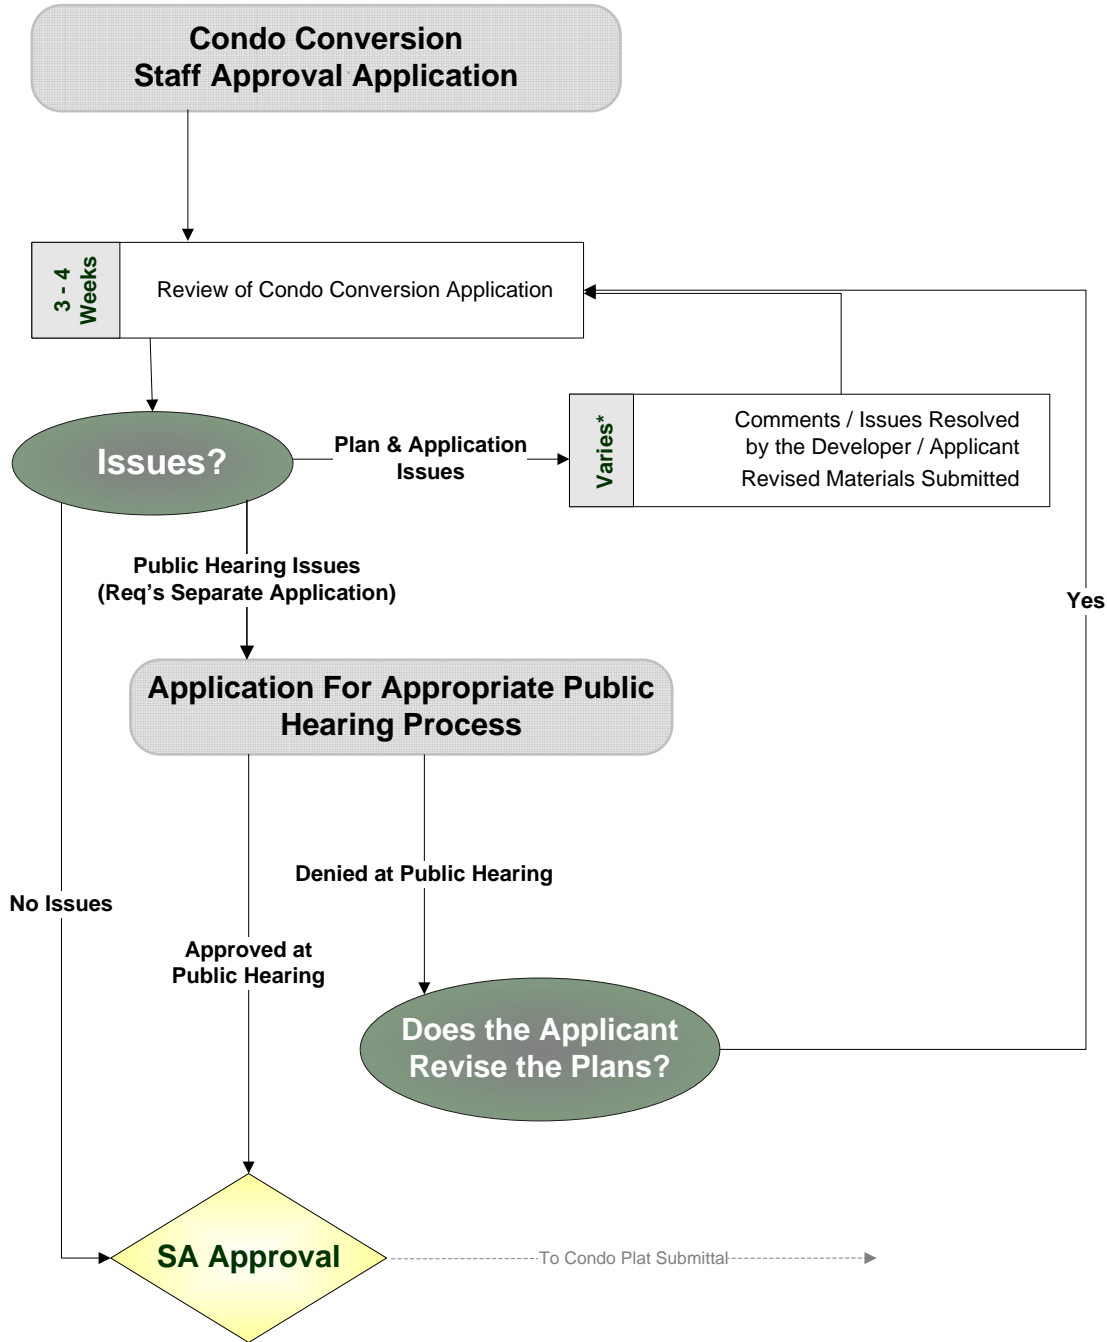 Condo Conversion
Staff Approval Application
3 - 4
Weeks
Review of Condo Conversion Application
Issues?
Plan & Application
Issues
Varies*
Comments / Issues Resolved
by the Developer / Applicant
Revised Materials Submitted
Public Hearing Issues
(Req's Separate Application)
Yes
Application For Appropriate Public
Hearing Process
Denied at Public Hearing
No Issues
Approved at
Public Hearing
Does the Applicant
Revise the Plans?
SA Approval
To Condo Plat Submittal